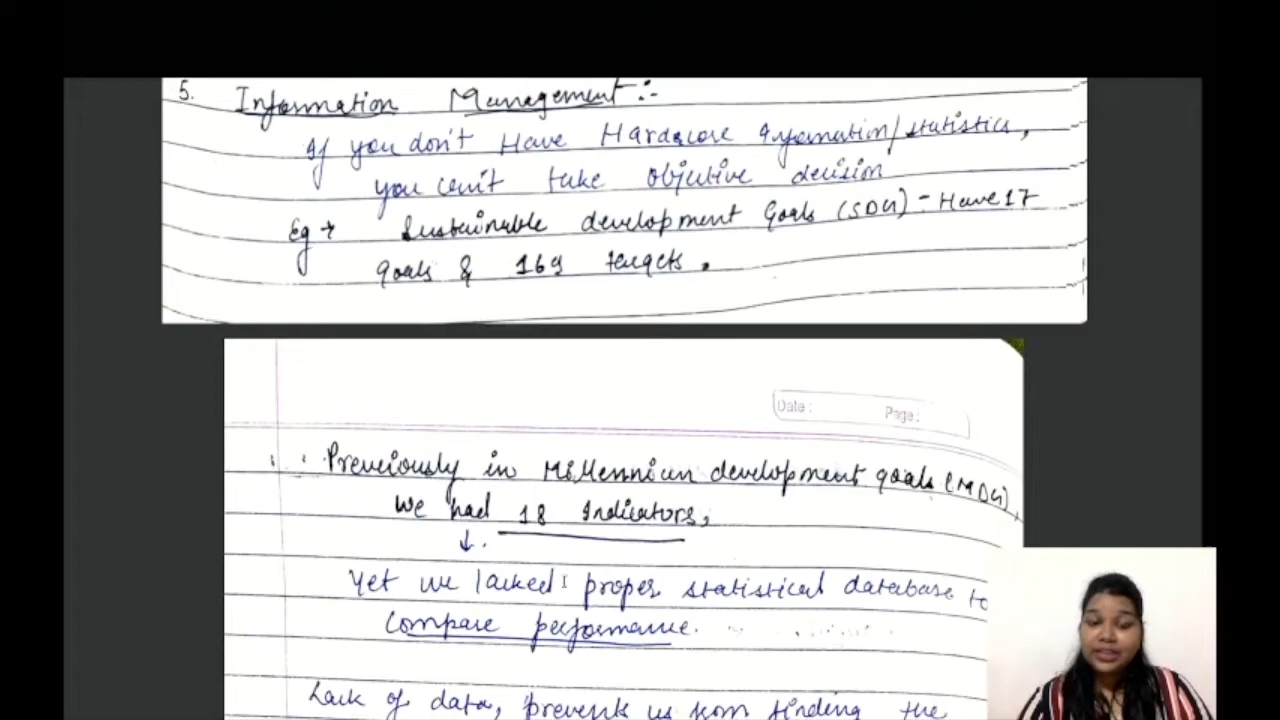 5. Information Management :-
If you don't Have Hardcore Information/statistics,
you can't take objective decision
Eg → Sustainable development Goals (SDG) - Have 17
goals & 169 targets.
Date : Page :
Previously in Millennium development goals (MDG)
We had 18 Indicators,
↓
Yet we lacked proper statistical database to
compare performance.
Lack of data, prevents us from finding the